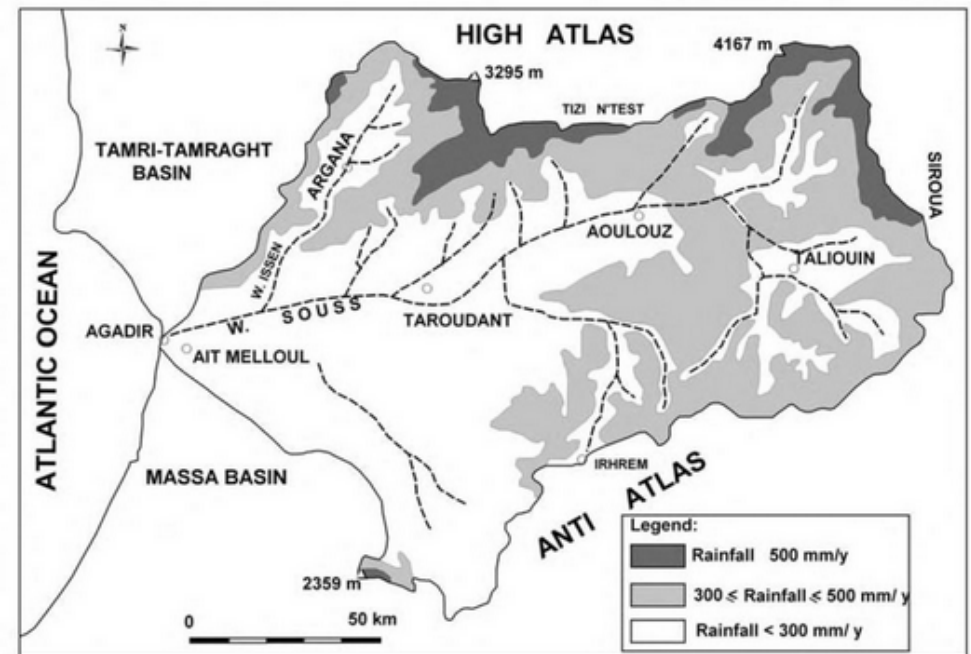 N
HIGH ATLAS
4167 m
3295 m
TIZI N'TEST
TAMRI-TAMRAGHT
BASIN
ARGANA
SIROUA
AOULOUZ
TALIOUIN
W. ISSEN
ATLANTIC OCEAN
W. SOUSS
TAROUDANT
AGADIR
AIT MELLOUL
MASSA BASIN
IRHREM
ANTI ATLAS
2359 m
0 50 km
Legend:
Rainfall 500 mm/y
300 ≤ Rainfall ≤ 500 mm/ y
Rainfall < 300 mm/ y